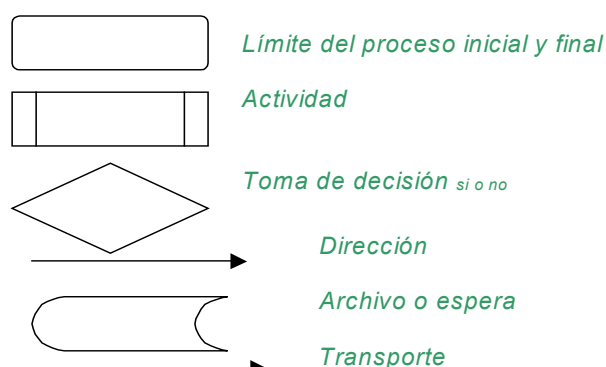 Límite del proceso inicial y final
Actividad
Toma de decisión si o no
Dirección
Archivo o espera
Transporte